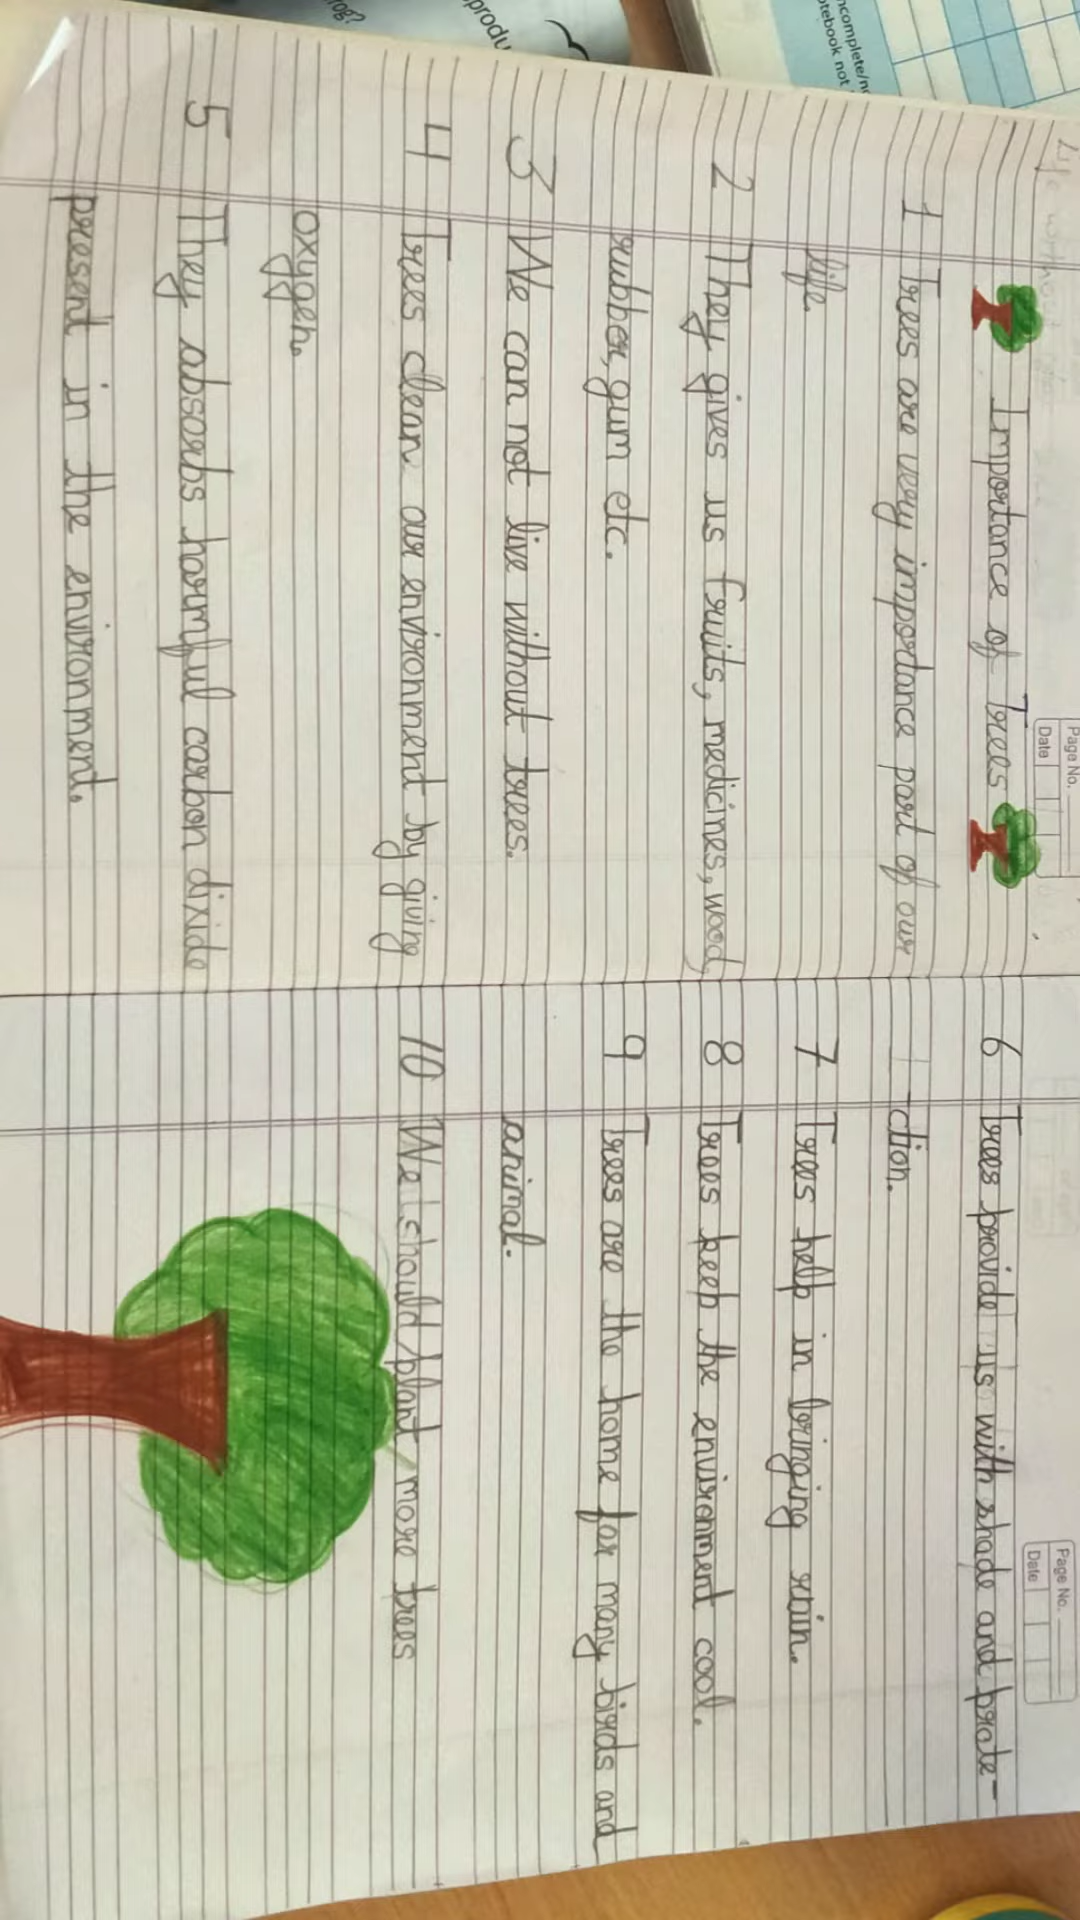 Importance of Trees
1 Trees are very importance part of our
life.
2 They gives us fruits, medicines, wood,
rubber, gum etc.
3 We can not live without trees.
4 Trees clean our environment by giving
oxygen.
5 They absorbs harmful carbon dixide
present in the environment.
Page No.
Date
6 Trees provide us with shade and prote-
ction.
7 Trees help in bringing rain.
8 Trees keep the environment cool.
9 Trees are the home for many birds and
animal.
10 We should plant more trees
Page No.
Date
produ